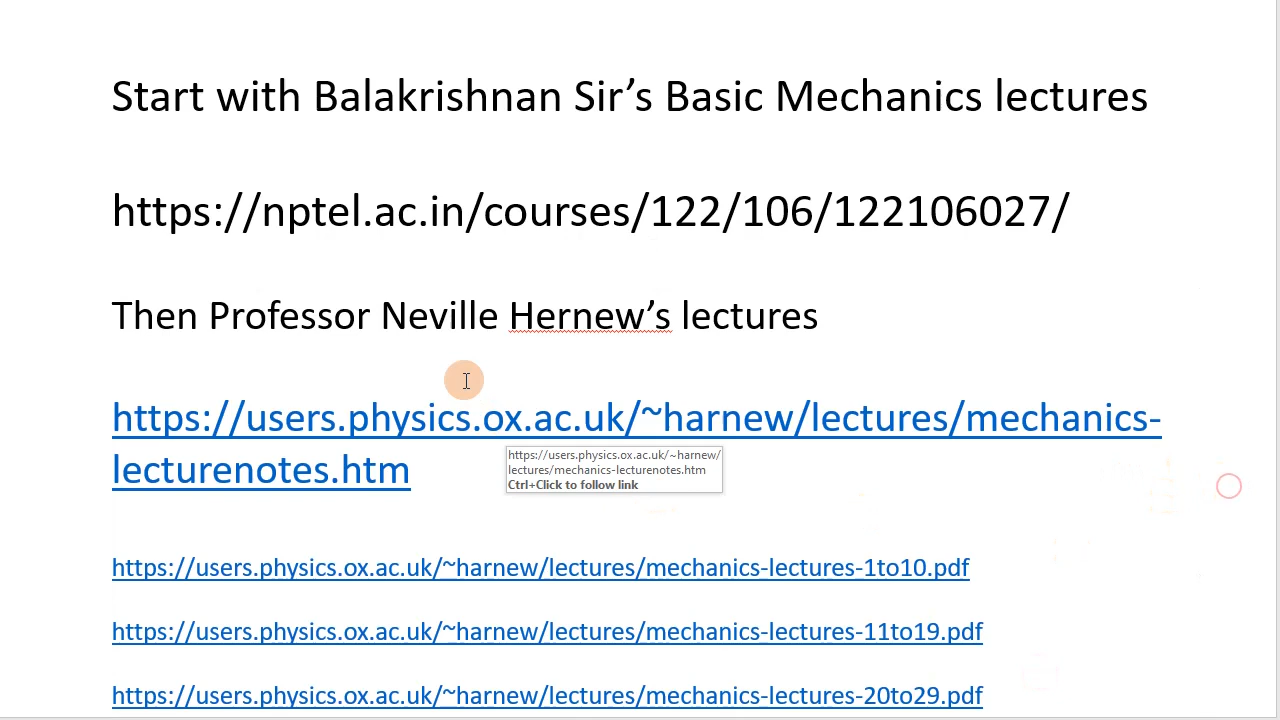 Start with Balakrishnan Sir’s Basic Mechanics lectures
https://nptel.ac.in/courses/122/106/122106027/
Then Professor Neville Hernew’s lectures
https://users.physics.ox.ac.uk/~harnew/lectures/mechanics-
lecturenotes.htm
https://users.physics.ox.ac.uk/~harnew/
lectures/mechanics-lecturenotes.htm
Ctrl+Click to follow link
https://users.physics.ox.ac.uk/~harnew/lectures/mechanics-lectures-1to10.pdf
https://users.physics.ox.ac.uk/~harnew/lectures/mechanics-lectures-11to19.pdf
https://users.physics.ox.ac.uk/~harnew/lectures/mechanics-lectures-20to29.pdf